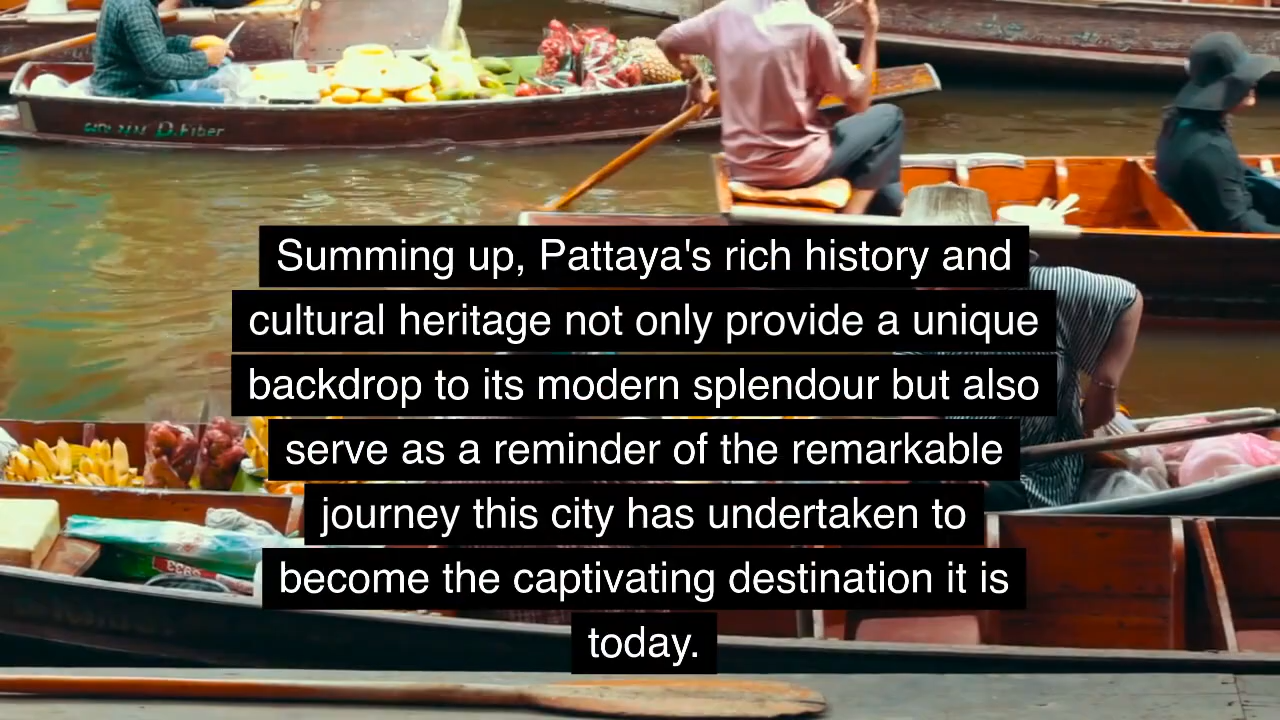 D.Fiber
Summing up, Pattaya's rich history and
cultural heritage not only provide a unique
backdrop to its modern splendour but also
serve as a reminder of the remarkable
journey this city has undertaken to
become the captivating destination it is
today.